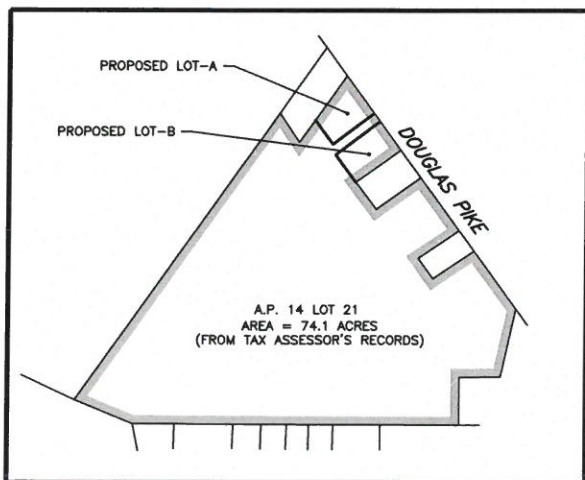 PROPOSED LOT-A
PROPOSED LOT-B
DOUGLAS PIKE
A.P. 14 LOT 21
AREA = 74.1 ACRES
(FROM TAX ASSESSOR'S RECORDS)